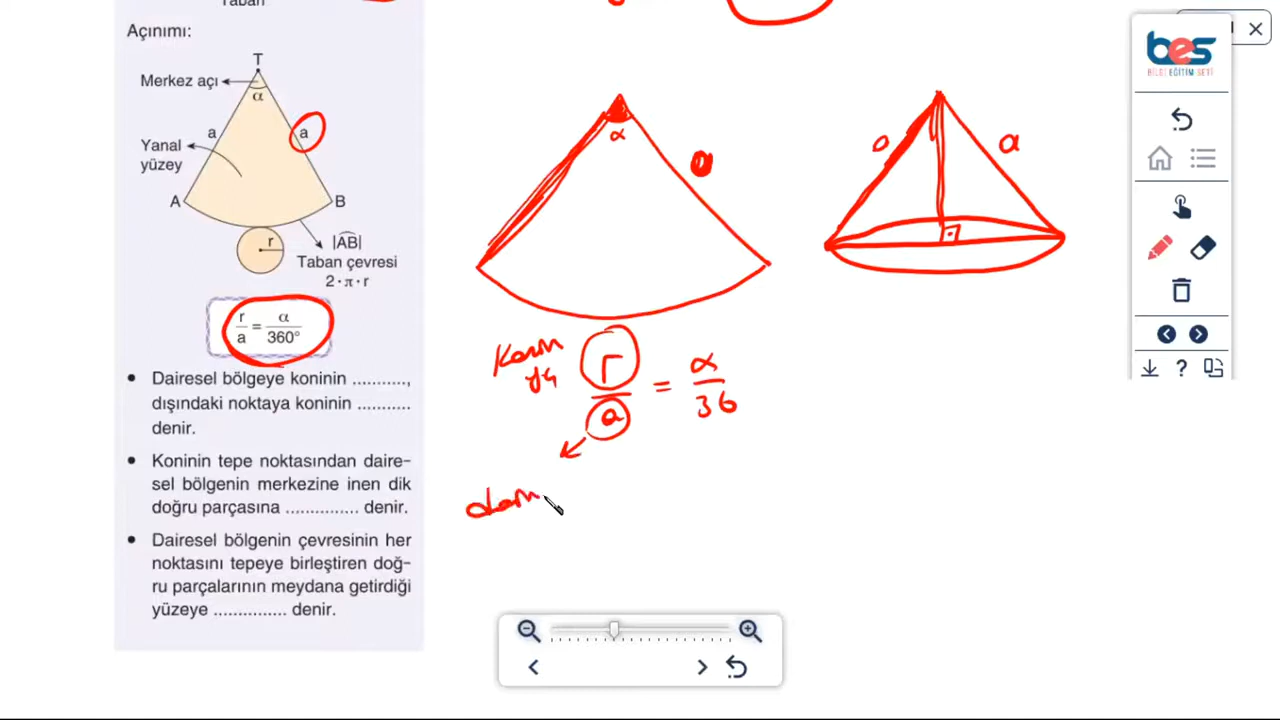 Taban
Açınımı:
T
Merkez açı
α
a
a
Yanal
yüzey
A
B
r
|AB|
Taban çevresi
2·π·r
r/a = α/360°
• Dairesel bölgeye koninin ...........,
dışındaki noktaya koninin ...........
denir.
• Koninin tepe noktasından daire-
sel bölgenin merkezine inen dik
doğru parçasına ............... denir.
• Dairesel bölgenin çevresinin her
noktasını tepeye birleştiren doğ-
ru parçalarının meydana getirdiği
yüzeye ............... denir.
α
a
r/a = α/36
bes
BİLGİ EĞİTİM SETİ
?